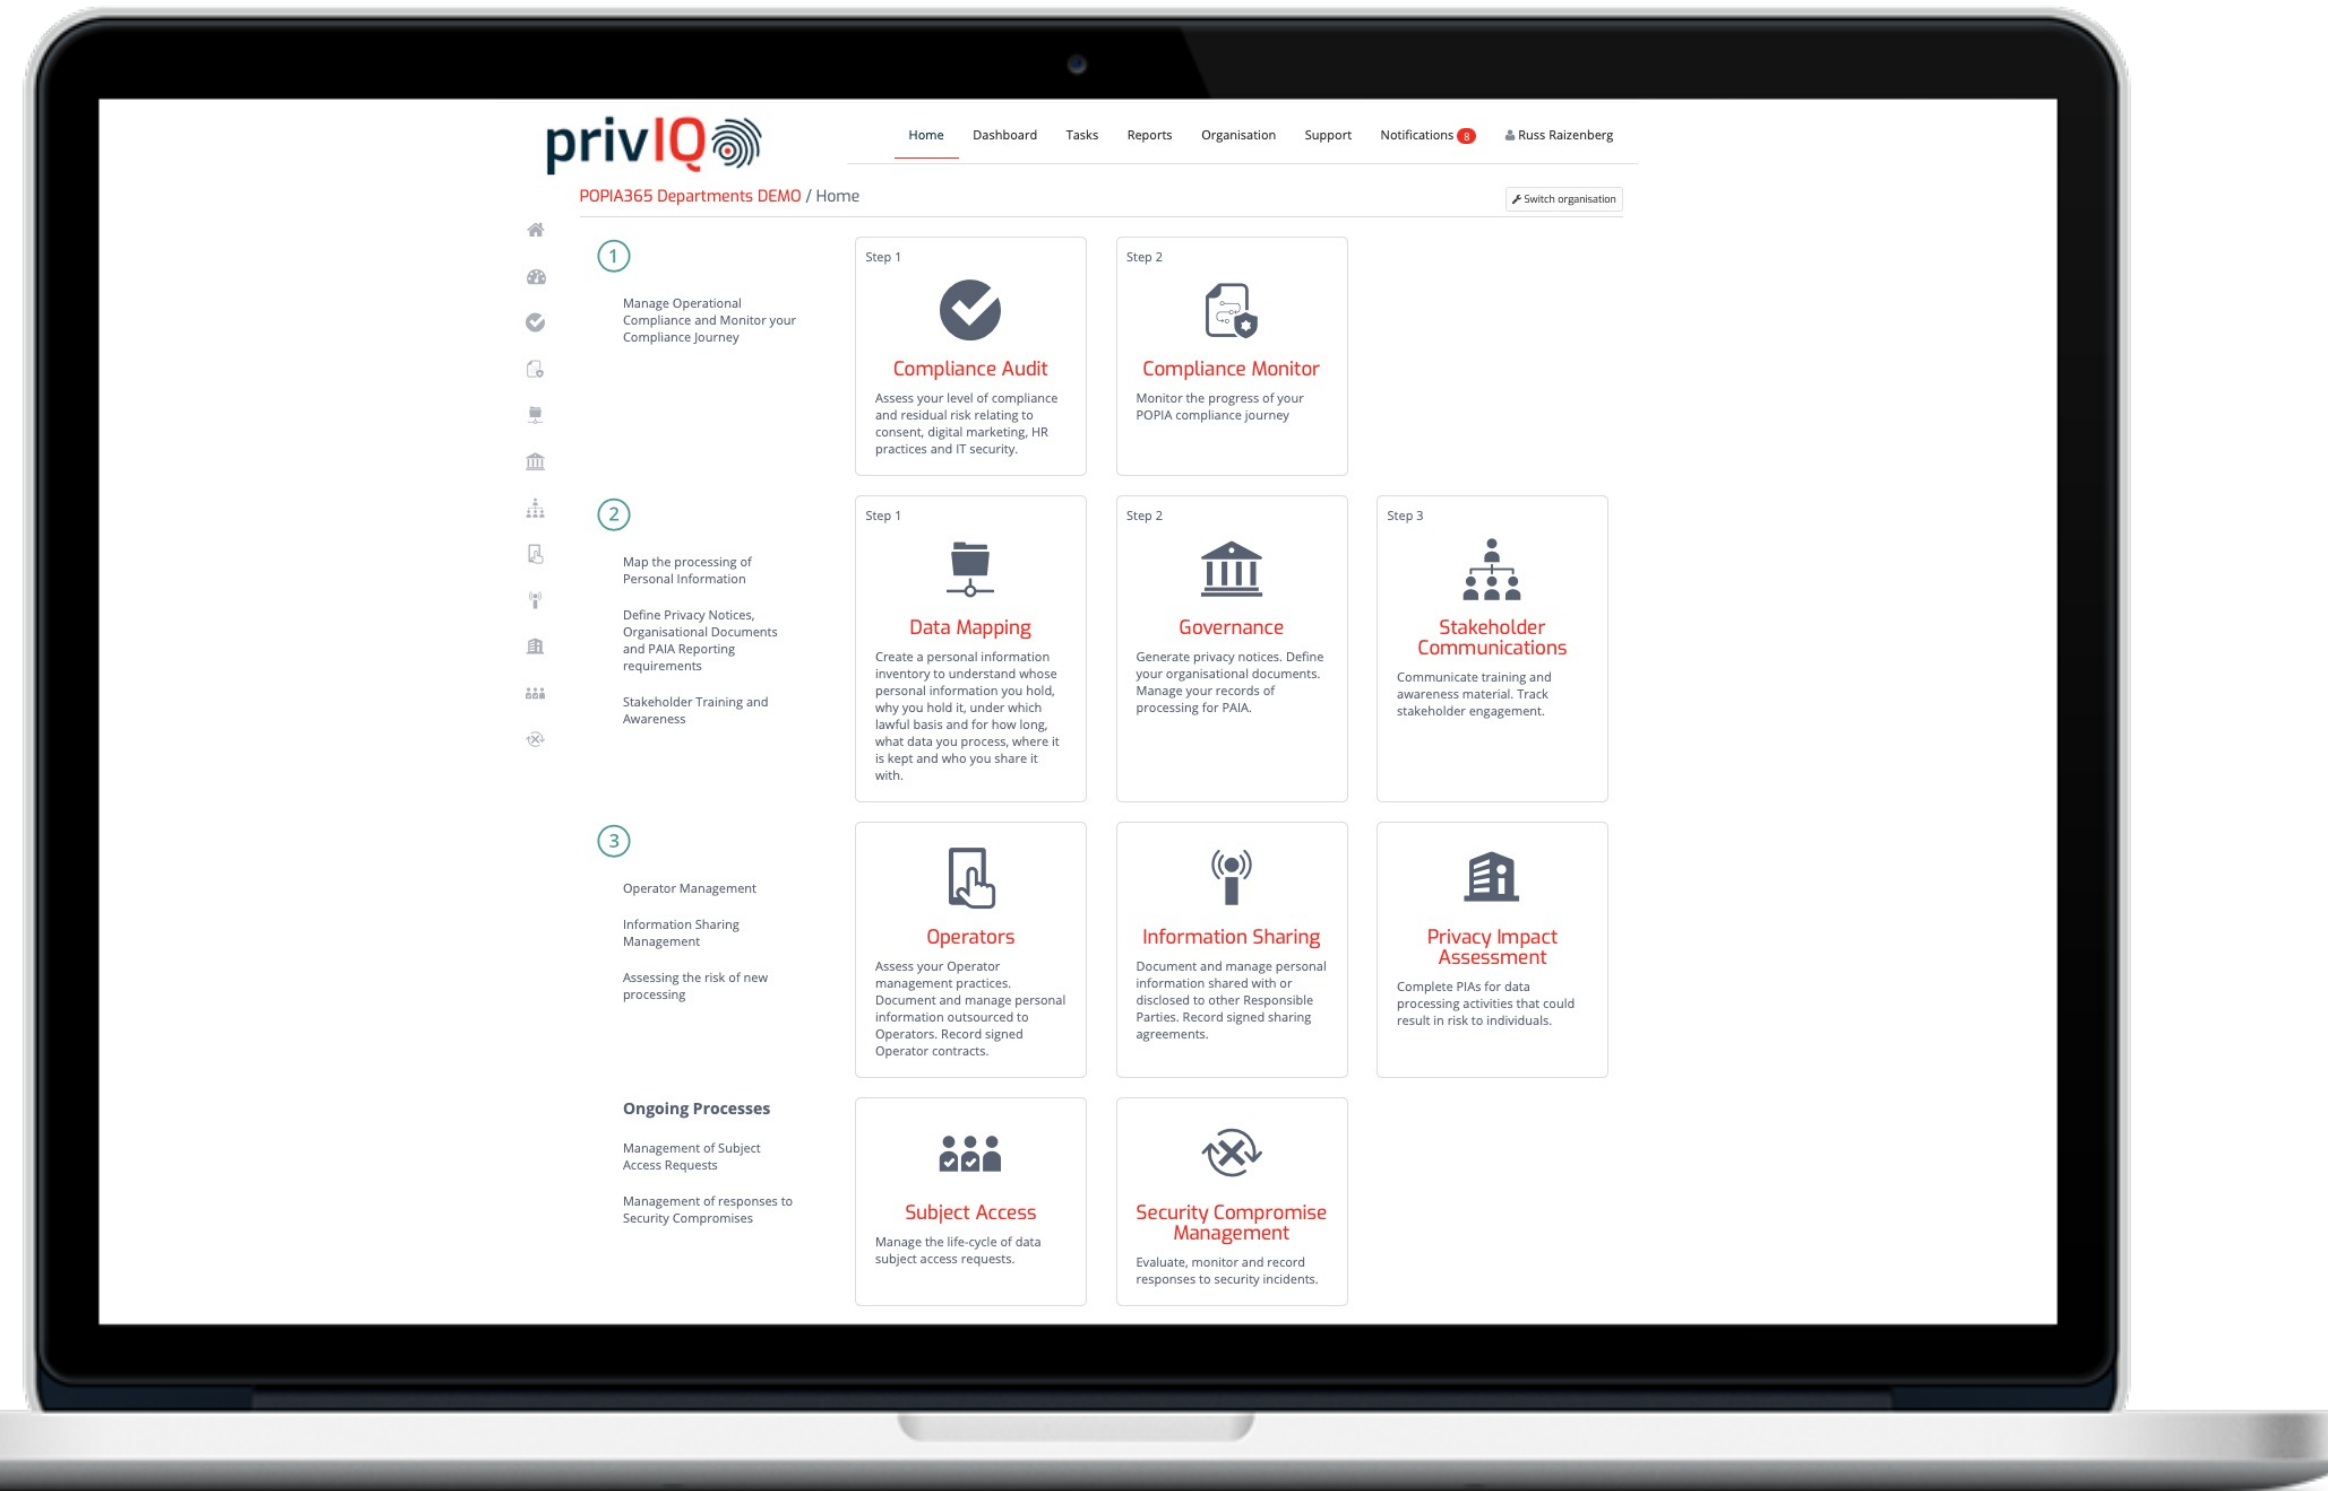 privIQ
Home Dashboard Tasks Reports Organisation Support Notifications 8 Russ Raizenberg
POPIA365 Departments DEMO / Home
Switch organisation
1
Manage Operational
Compliance and Monitor your
Compliance Journey
Step 1
Compliance Audit
Assess your level of compliance
and residual risk relating to
consent, digital marketing, HR
practices and IT security.
Step 2
Compliance Monitor
Monitor the progress of your
POPIA compliance journey
2
Map the processing of
Personal Information
Define Privacy Notices,
Organisational Documents
and PAIA Reporting
requirements
Stakeholder Training and
Awareness
Step 1
Data Mapping
Create a personal information
inventory to understand whose
personal information you hold,
why you hold it, under which
lawful basis and for how long,
what data you process, where it
is kept and who you share it
with.
Step 2
Governance
Generate privacy notices. Define
your organisational documents.
Manage your records of
processing for PAIA.
Step 3
Stakeholder
Communications
Communicate training and
awareness material. Track
stakeholder engagement.
3
Operator Management
Information Sharing
Management
Assessing the risk of new
processing
Operators
Assess your Operator
management practices.
Document and manage personal
information outsourced to
Operators. Record signed
Operator contracts.
Information Sharing
Document and manage personal
information shared with or
disclosed to other Responsible
Parties. Record signed sharing
agreements.
Privacy Impact
Assessment
Complete PIAs for data
processing activities that could
result in risk to individuals.
Ongoing Processes
Management of Subject
Access Requests
Management of responses to
Security Compromises
Subject Access
Manage the life-cycle of data
subject access requests.
Security Compromise
Management
Evaluate, monitor and record
responses to security incidents.